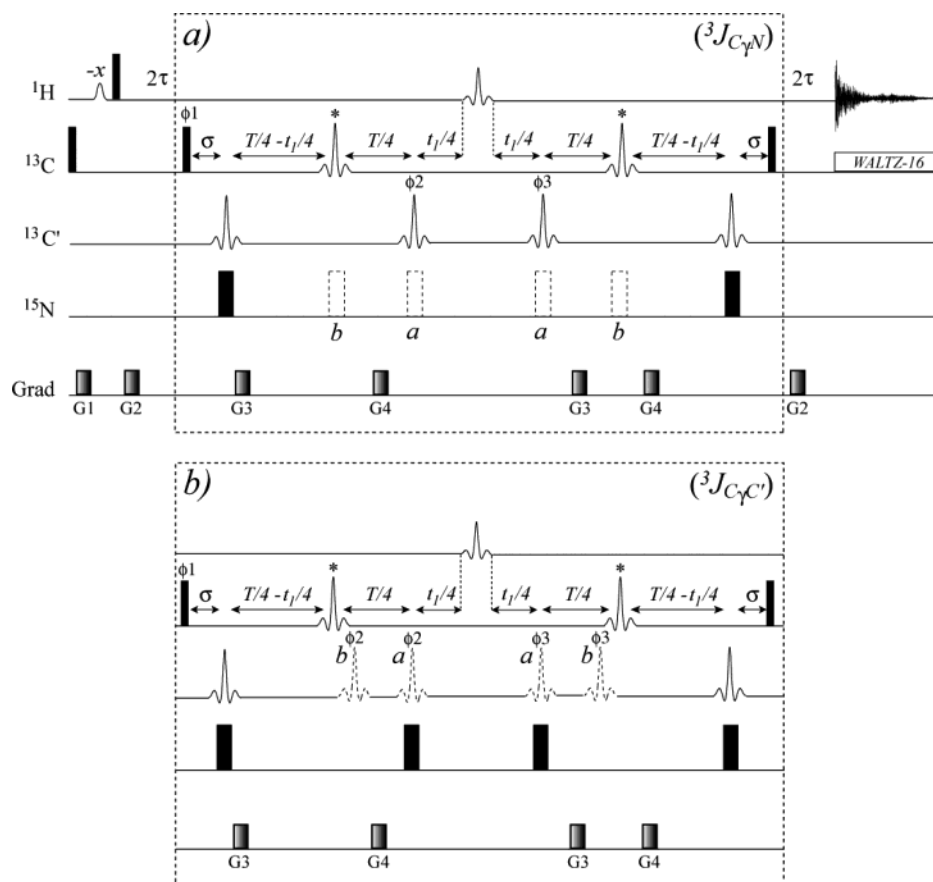 a) (³J_CγN)
-x 2τ 2τ
¹H
ϕ1 * *
σ T/4 -t₁/4 T/4 t₁/4 t₁/4 T/4 T/4 -t₁/4 σ
¹³C WALTZ-16
ϕ2 ϕ3
¹³C'
¹⁵N
b a a b
Grad
G1 G2 G3 G4 G3 G4 G2
b) (³J_CγC')
ϕ1 * *
σ T/4 -t₁/4 T/4 t₁/4 t₁/4 T/4 T/4 -t₁/4 σ
b ϕ2 a ϕ2 a ϕ3 b ϕ3
G3 G4 G3 G4